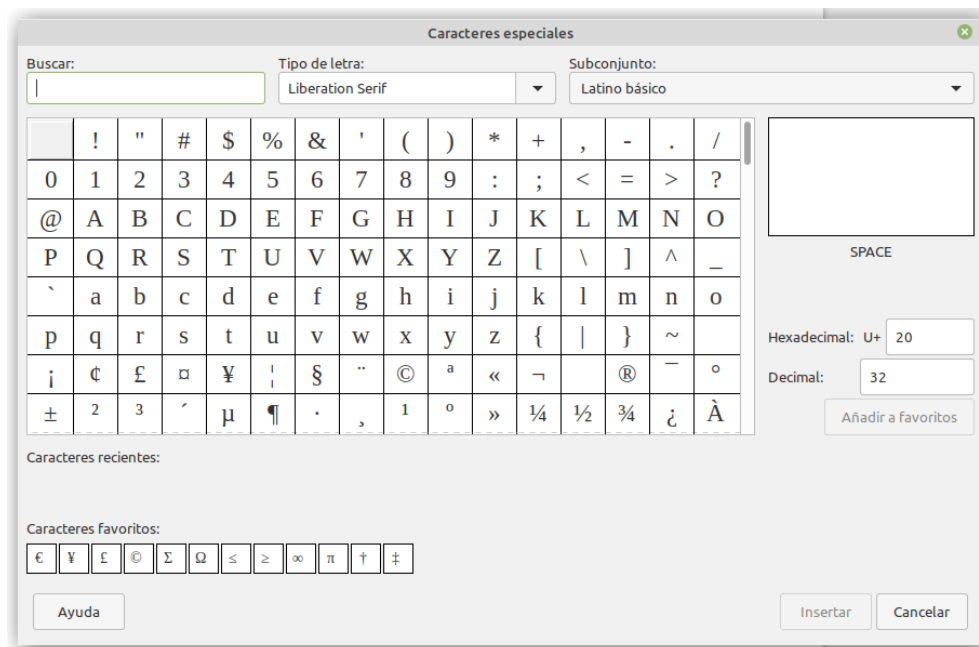 Caracteres especiales
Buscar: Tipo de letra: Subconjunto:
Liberation Serif Latino básico
! " # $ % & ' ( ) * + , - . /
0 1 2 3 4 5 6 7 8 9 : ; < = > ?
@ A B C D E F G H I J K L M N O
P Q R S T U V W X Y Z [ \ ] ^ _
SPACE
` a b c d e f g h i j k l m n o
p q r s t u v w x y z { | } ~
Hexadecimal: U+ 20
¡ ¢ £ ¤ ¥ ¦ § ¨ © ª « ¬ ® ¯ °
Decimal: 32
± ² ³ ´ µ ¶ · ¸ ¹ º » ¼ ½ ¾ ¿ À
Añadir a favoritos
Caracteres recientes:
Caracteres favoritos:
€ ¥ £ © Σ Ω ≤ ≥ ∞ π † ‡
Ayuda Insertar Cancelar